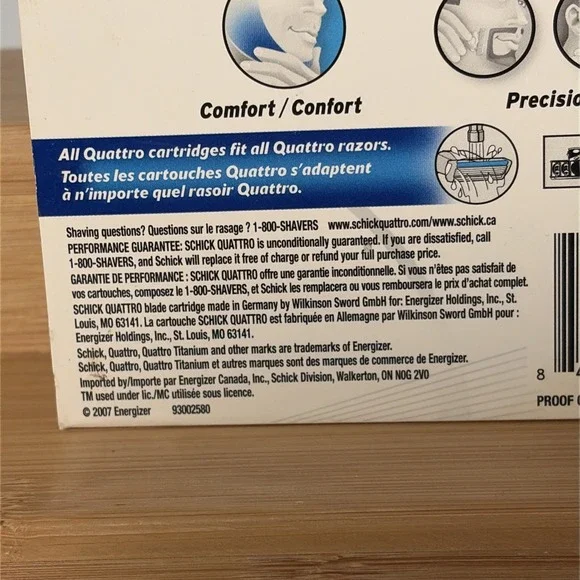 Comfort / Confort
Precisio
All Quattro cartridges fit all Quattro razors.
Toutes les cartouches Quattro s'adaptent
à n'importe quel rasoir Quattro.
Shaving questions? Questions sur le rasage ? 1-800-SHAVERS www.schickquattro.com/www.schick.ca
PERFORMANCE GUARANTEE: SCHICK QUATTRO is unconditionally guaranteed. If you are dissatisfied, call
1-800-SHAVERS, and Schick will replace it free of charge or refund your full purchase price.
GARANTIE DE PERFORMANCE : SCHICK QUATTRO offre une garantie inconditionnelle. Si vous n'êtes pas satisfait de
vos cartouches, composez le 1-800-SHAVERS, et Schick les remplacera ou vous remboursera le prix d'achat complet.
SCHICK QUATTRO blade cartridge made in Germany by Wilkinson Sword GmbH for: Energizer Holdings, Inc., St.
Louis, MO 63141. La cartouche SCHICK QUATTRO est fabriquée en Allemagne par Wilkinson Sword GmbH pour :
Energizer Holdings, Inc., St. Louis, MO 63141.
Schick, Quattro, Quattro Titanium and other marks are trademarks of Energizer.
Schick, Quattro, Quattro Titanium et autres marques sont des marques de commerce de Energizer.
Imported by/Importe par Energizer Canada, Inc., Schick Division, Walkerton, ON N0G 2V0
TM used under lic./MC utilisée sous licence.
© 2007 Energizer 93002580
8 4
PROOF